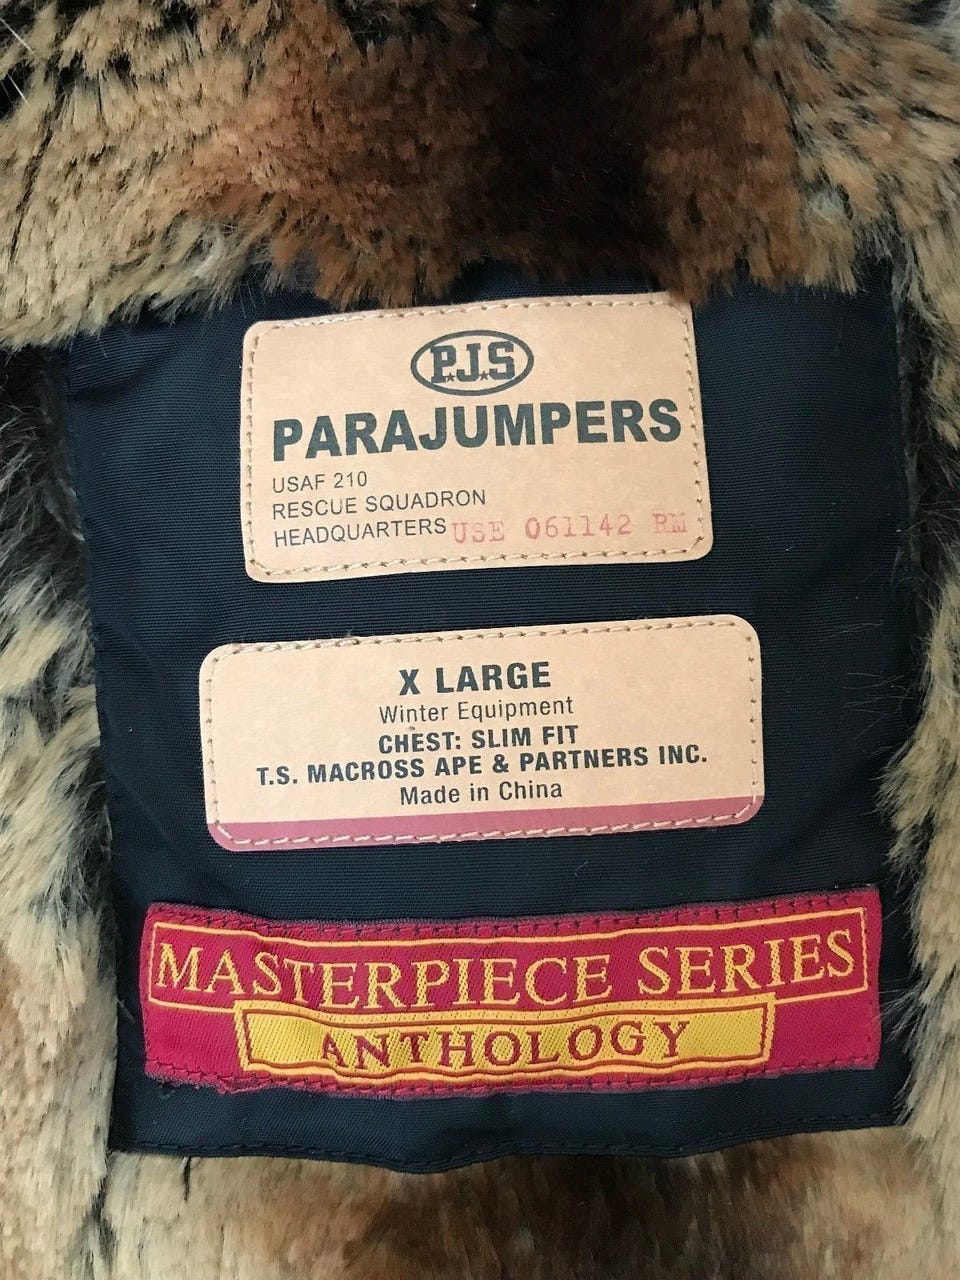 P.J.S
PARAJUMPERS
USAF 210
RESCUE SQUADRON
HEADQUARTERS USE 061142 RM
X LARGE
Winter Equipment
CHEST: SLIM FIT
T.S. MACROSS APE & PARTNERS INC.
Made in China
MASTERPIECE SERIES
ANTHOLOGY